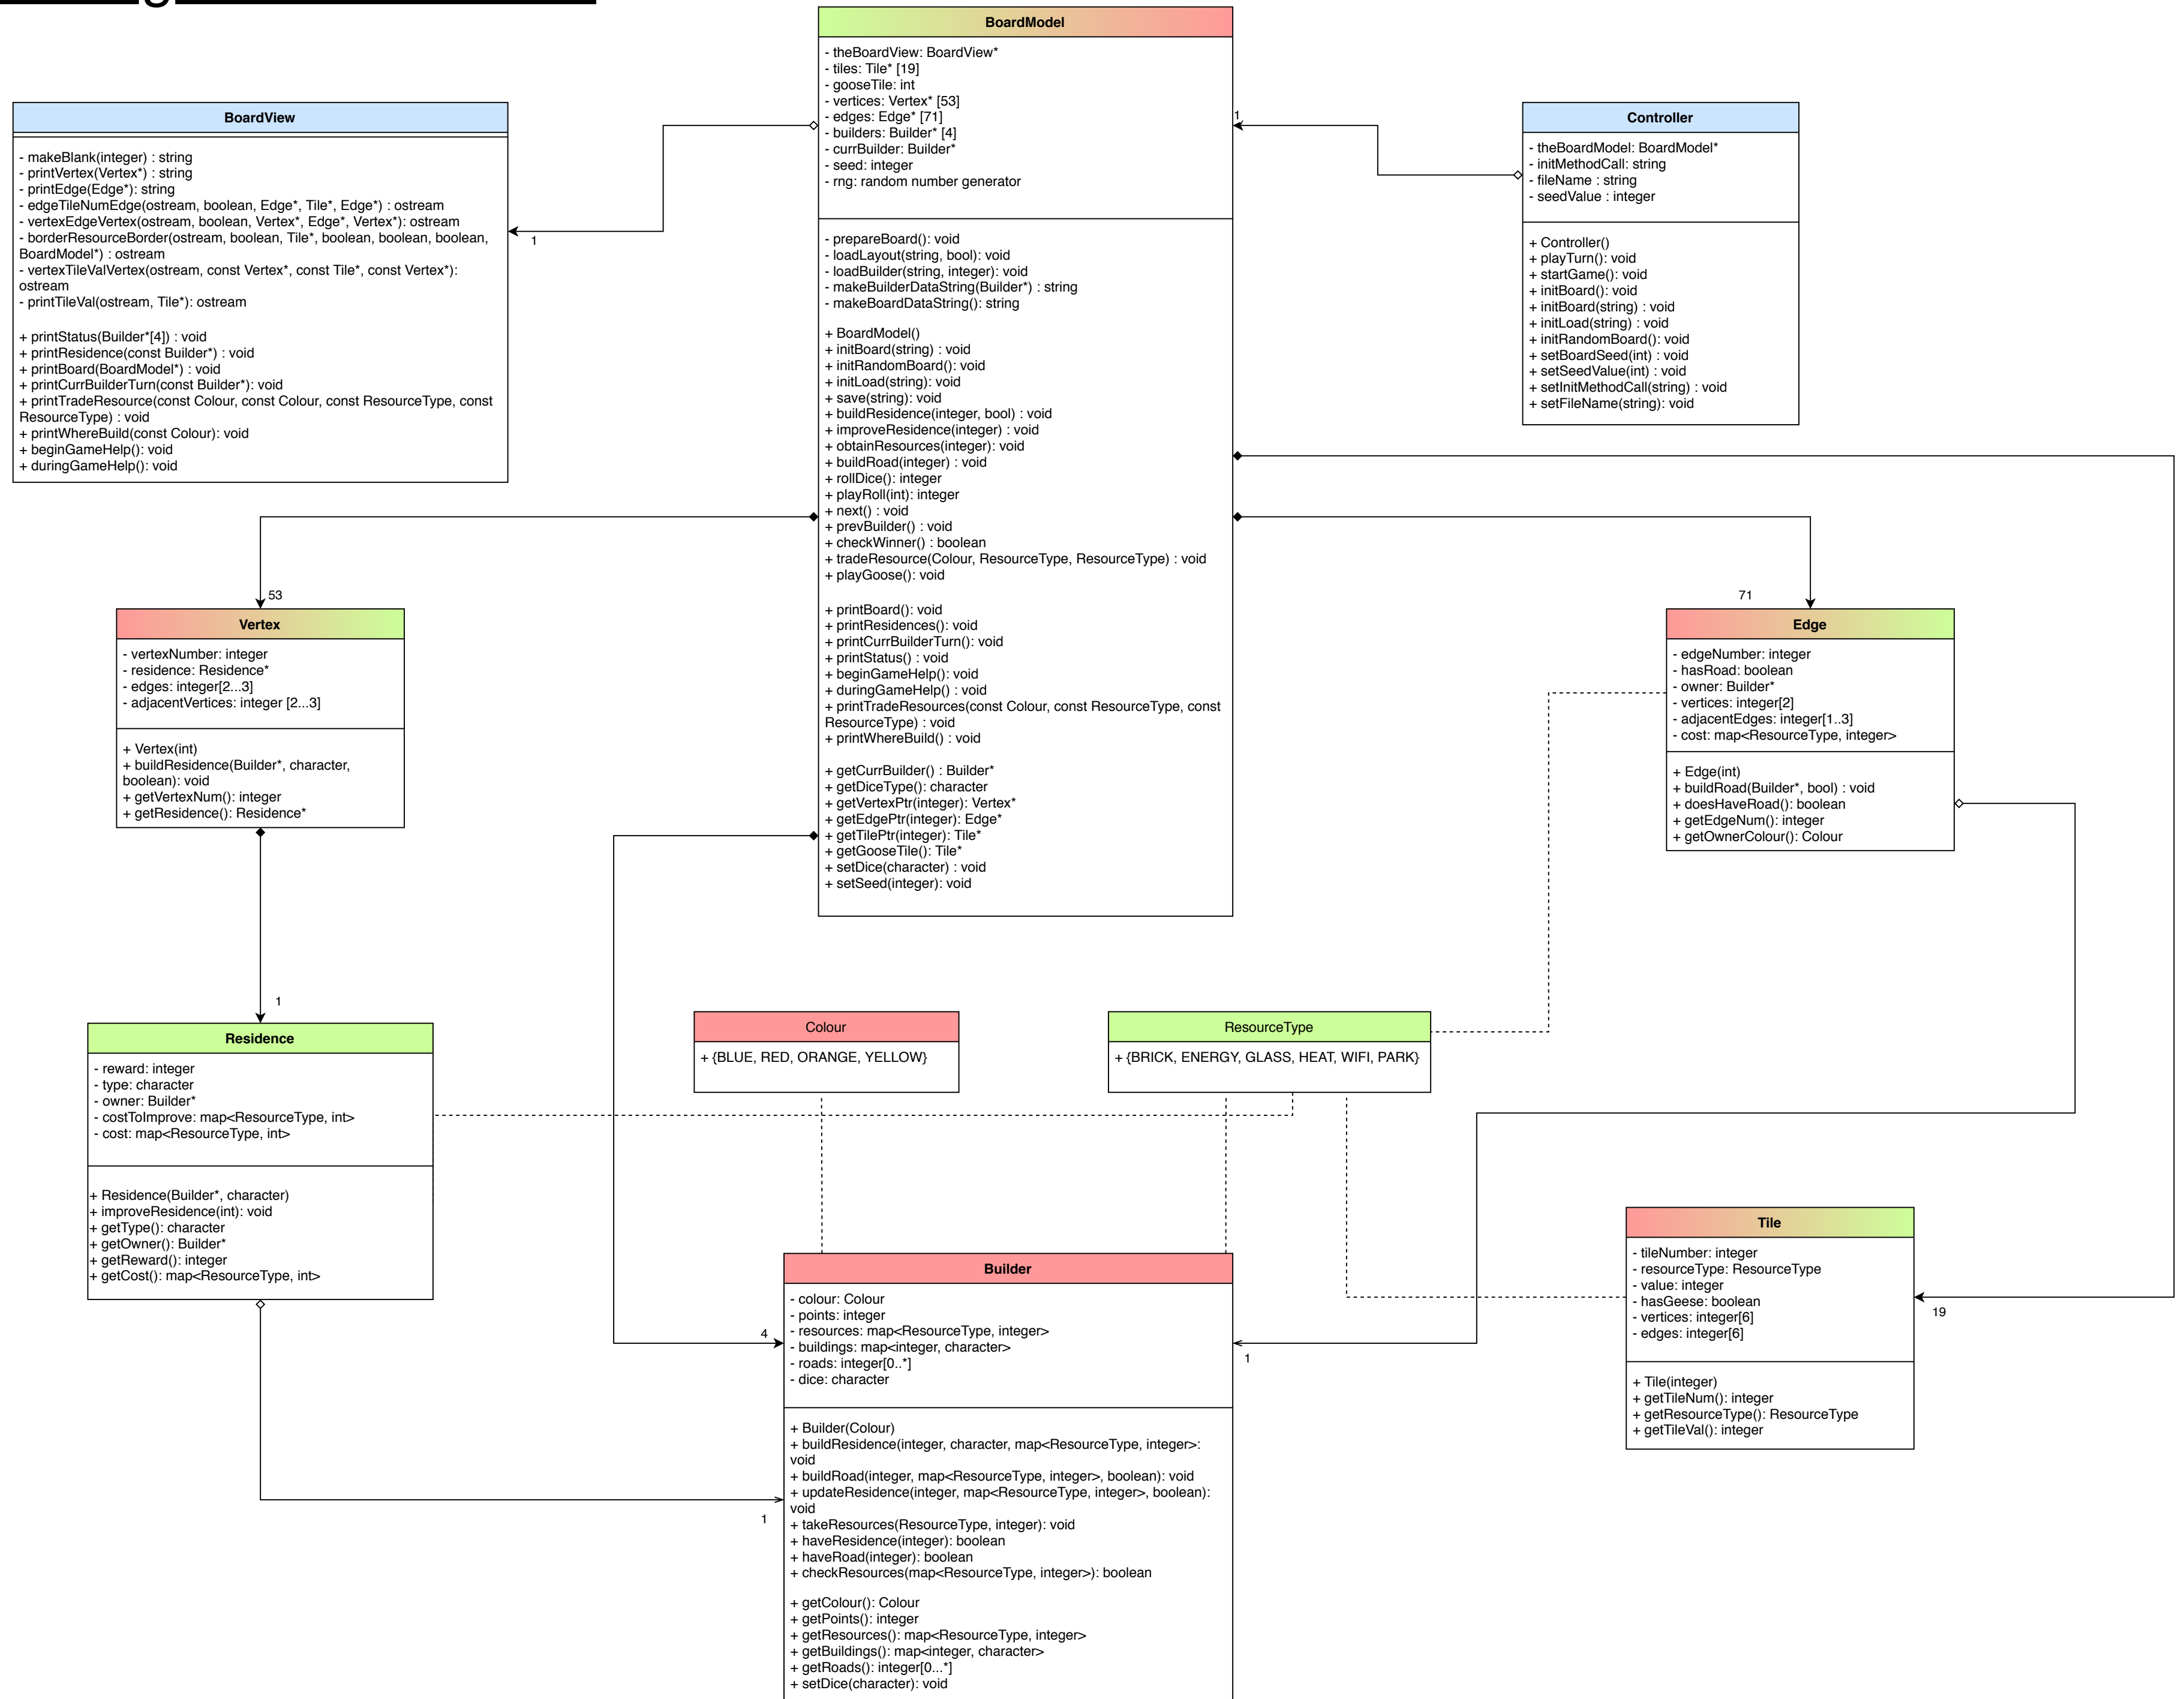 BoardModel
- theBoardView: BoardView*
- tiles: Tile* [19]
- gooseTile: int
- vertices: Vertex* [53]
- edges: Edge* [71]
- builders: Builder* [4]
- currBuilder: Builder*
- seed: integer
- rng: random number generator
- prepareBoard(): void
- loadLayout(string, bool): void
- loadBuilder(string, integer): void
- makeBuilderDataString(Builder*) : string
- makeBoardDataString(): string
+ BoardModel()
+ initBoard(string) : void
+ initRandomBoard(): void
+ initLoad(string): void
+ save(string): void
+ buildResidence(integer, bool) : void
+ improveResidence(integer) : void
+ obtainResources(integer): void
+ buildRoad(integer) : void
+ rollDice(): integer
+ playRoll(int): integer
+ next() : void
+ prevBuilder() : void
+ checkWinner() : boolean
+ tradeResource(Colour, ResourceType, ResourceType) : void
+ playGoose(): void
+ printBoard(): void
+ printResidences(): void
+ printCurrBuilderTurn(): void
+ printStatus() : void
+ beginGameHelp(): void
+ duringGameHelp() : void
+ printTradeResources(const Colour, const ResourceType, const
ResourceType) : void
+ printWhereBuild() : void
+ getCurrBuilder() : Builder*
+ getDiceType(): character
+ getVertexPtr(integer): Vertex*
+ getEdgePtr(integer): Edge*
+ getTilePtr(integer): Tile*
+ getGooseTile(): Tile*
+ setDice(character) : void
+ setSeed(integer): void
BoardView
- makeBlank(integer) : string
- printVertex(Vertex*) : string
- printEdge(Edge*): string
- edgeTileNumEdge(ostream, boolean, Edge*, Tile*, Edge*) : ostream
- vertexEdgeVertex(ostream, boolean, Vertex*, Edge*, Vertex*): ostream
- borderResourceBorder(ostream, boolean, Tile*, boolean, boolean, boolean,
BoardModel*) : ostream
- vertexTileValVertex(ostream, const Vertex*, const Tile*, const Vertex*):
ostream
- printTileVal(ostream, Tile*): ostream
+ printStatus(Builder*[4]) : void
+ printResidence(const Builder*) : void
+ printBoard(BoardModel*) : void
+ printCurrBuilderTurn(const Builder*): void
+ printTradeResource(const Colour, const Colour, const ResourceType, const
ResourceType) : void
+ printWhereBuild(const Colour): void
+ beginGameHelp(): void
+ duringGameHelp(): void
1
1
Controller
- theBoardModel: BoardModel*
- initMethodCall: string
- fileName : string
- seedValue : integer
+ Controller()
+ playTurn(): void
+ startGame(): void
+ initBoard(): void
+ initBoard(string) : void
+ initLoad(string) : void
+ initRandomBoard(): void
+ setBoardSeed(int) : void
+ setSeedValue(int) : void
+ setInitMethodCall(string) : void
+ setFileName(string): void
53
Vertex
- vertexNumber: integer
- residence: Residence*
- edges: integer[2...3]
- adjacentVertices: integer [2...3]
+ Vertex(int)
+ buildResidence(Builder*, character,
boolean): void
+ getVertexNum(): integer
+ getResidence(): Residence*
71
Edge
- edgeNumber: integer
- hasRoad: boolean
- owner: Builder*
- vertices: integer[2]
- adjacentEdges: integer[1..3]
- cost: map<ResourceType, integer>
+ Edge(int)
+ buildRoad(Builder*, bool) : void
+ doesHaveRoad(): boolean
+ getEdgeNum(): integer
+ getOwnerColour(): Colour
1
Residence
- reward: integer
- type: character
- owner: Builder*
- costToImprove: map<ResourceType, int>
- cost: map<ResourceType, int>
+ Residence(Builder*, character)
+ improveResidence(int): void
+ getType(): character
+ getOwner(): Builder*
+ getReward(): integer
+ getCost(): map<ResourceType, int>
Colour
+ {BLUE, RED, ORANGE, YELLOW}
ResourceType
+ {BRICK, ENERGY, GLASS, HEAT, WIFI, PARK}
Tile
- tileNumber: integer
- resourceType: ResourceType
- value: integer
- hasGeese: boolean
- vertices: integer[6]
- edges: integer[6]
+ Tile(integer)
+ getTileNum(): integer
+ getResourceType(): ResourceType
+ getTileVal(): integer
19
4
1
1
Builder
- colour: Colour
- points: integer
- resources: map<ResourceType, integer>
- buildings: map<integer, character>
- roads: integer[0..*]
- dice: character
+ Builder(Colour)
+ buildResidence(integer, character, map<ResourceType, integer>:
void
+ buildRoad(integer, map<ResourceType, integer>, boolean): void
+ updateResidence(integer, map<ResourceType, integer>, boolean):
void
+ takeResources(ResourceType, integer): void
+ haveResidence(integer): boolean
+ haveRoad(integer): boolean
+ checkResources(map<ResourceType, integer>): boolean
+ getColour(): Colour
+ getPoints(): integer
+ getResources(): map<ResourceType, integer>
+ getBuildings(): map<integer, character>
+ getRoads(): integer[0...*]
+ setDice(character): void